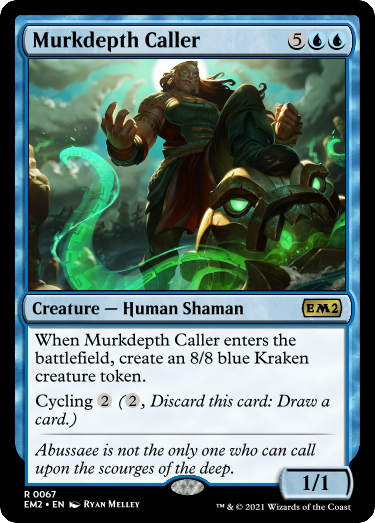 Murkdepth Caller 5
Creature — Human Shaman EM2
When Murkdepth Caller enters the
battlefield, create an 8/8 blue Kraken
creature token.
Cycling 2 (2, Discard this card: Draw a
card.)
Abussaee is not the only one who can call
upon the scourges of the deep.
1/1
R 0067
EM2 • EN Ryan Melley
™ & © 2021 Wizards of the Coast